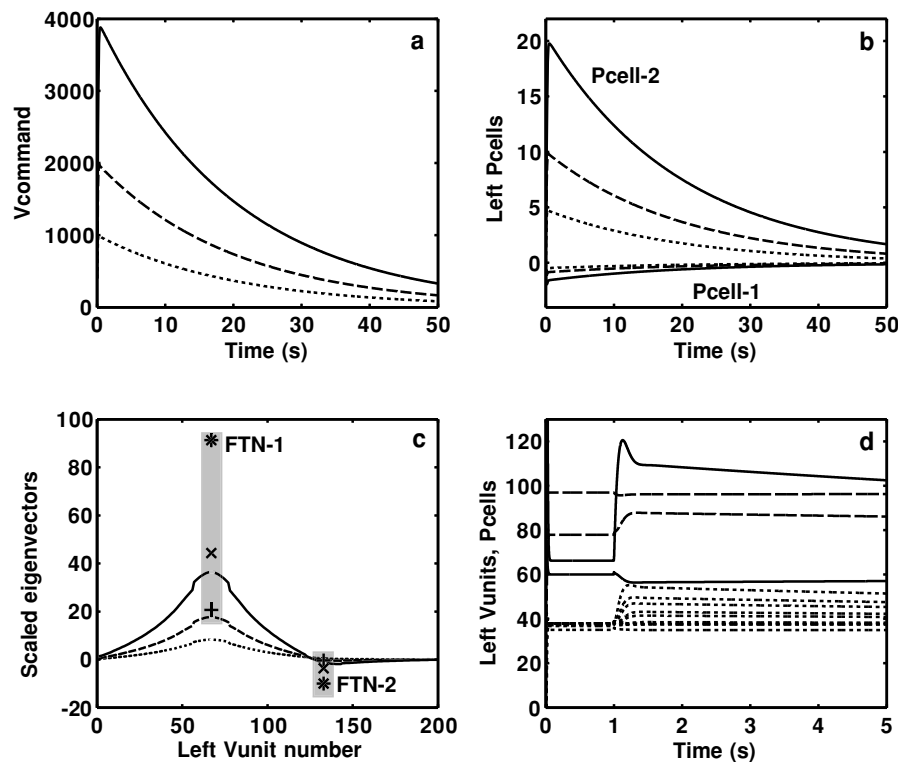 a
4000
3000
2000
1000
0
Vcommand
0 10 20 30 40 50
Time (s)
b
20
15
10
5
0
Left Pcells
Pcell-2
Pcell-1
0 10 20 30 40 50
Time (s)
c
100
80
60
40
20
0
-20
Scaled eigenvectors
FTN-1
FTN-2
0 50 100 150 200
Left Vunit number
d
120
100
80
60
40
20
0
Left Vunits, Pcells
0 1 2 3 4 5
Time (s)